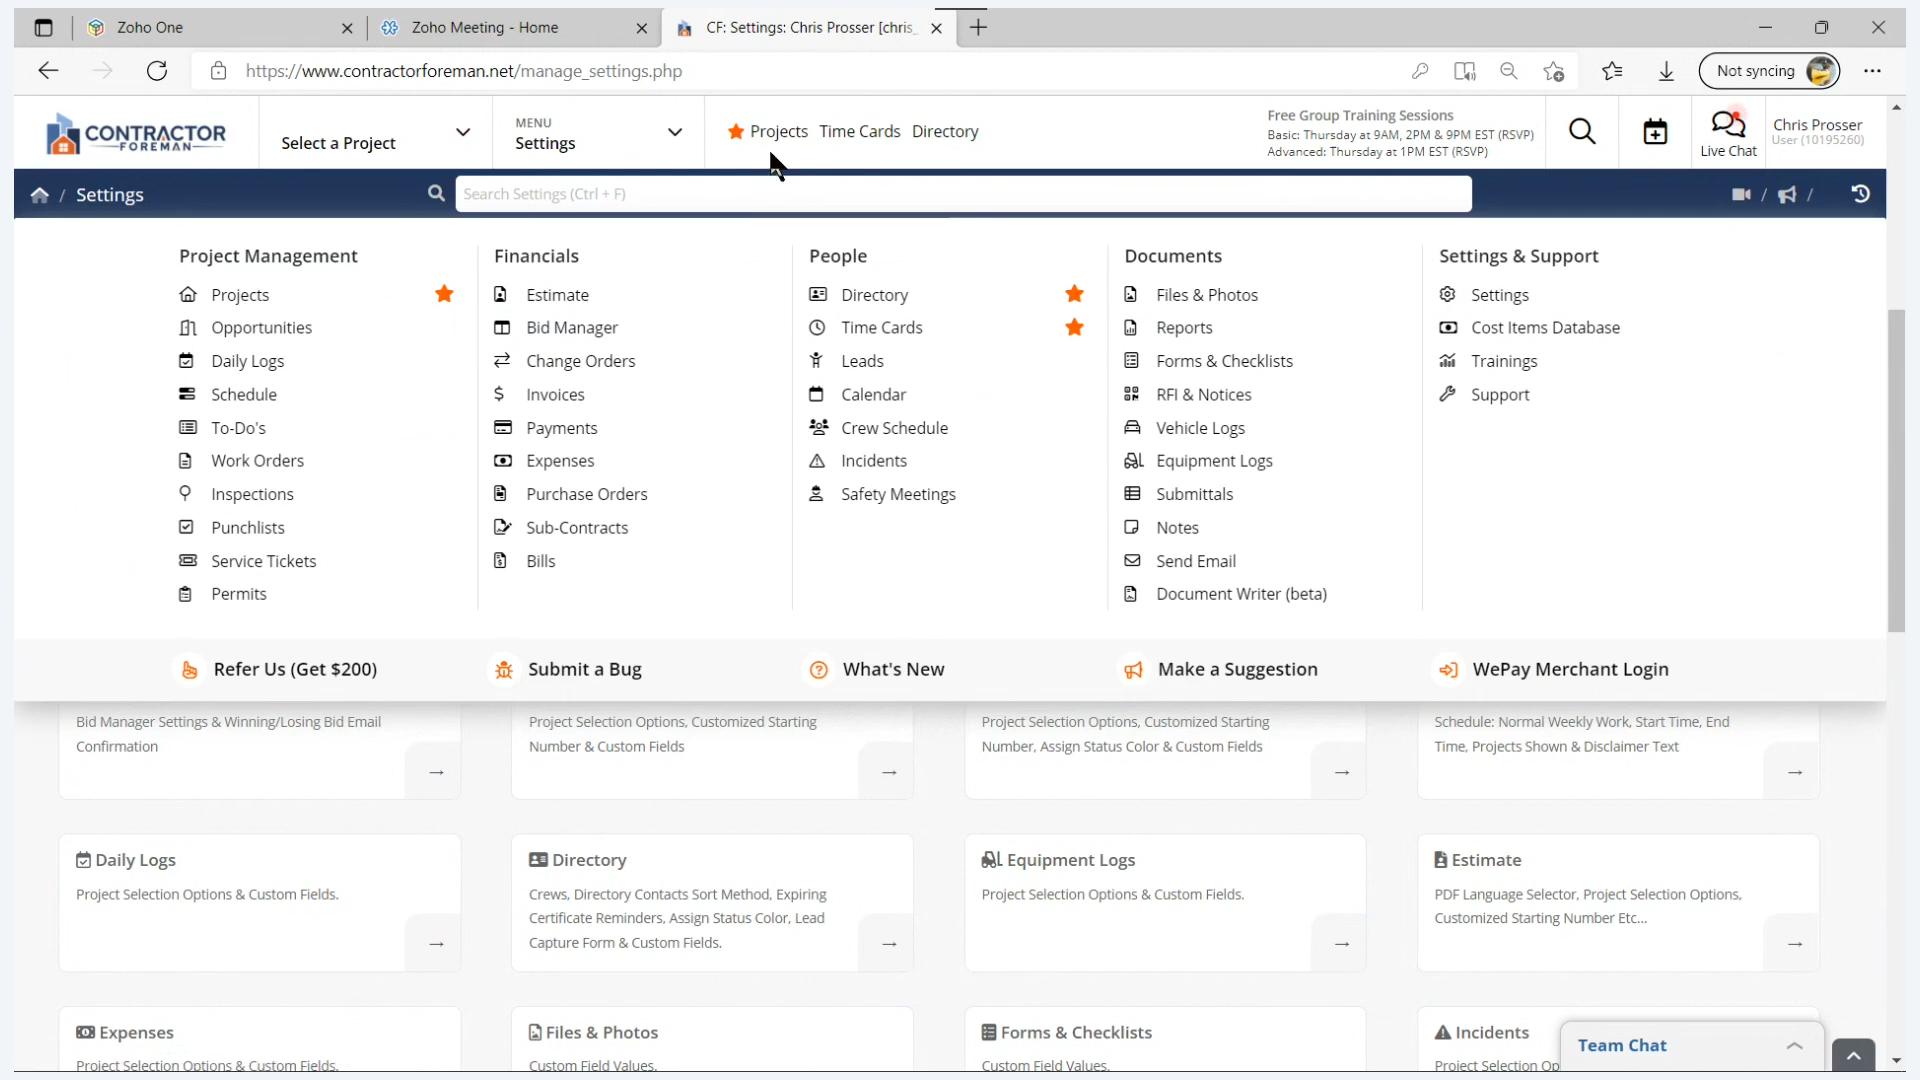 Zoho One
Zoho Meeting - Home
CF: Settings: Chris Prosser [chris_
https://www.contractorforeman.net/manage_settings.php
Not syncing
CONTRACTOR
FOREMAN
Select a Project
MENU
Settings
Projects Time Cards Directory
Free Group Training Sessions
Basic: Thursday at 9AM, 2PM & 9PM EST (RSVP)
Advanced: Thursday at 1PM EST (RSVP)
Live Chat
Chris Prosser
User (10195260)
/ Settings
Search Settings (Ctrl + F)
/ /
Project Management
Projects
Opportunities
Daily Logs
Schedule
To-Do's
Work Orders
Inspections
Punchlists
Service Tickets
Permits
Financials
Estimate
Bid Manager
Change Orders
Invoices
Payments
Expenses
Purchase Orders
Sub-Contracts
Bills
People
Directory
Time Cards
Leads
Calendar
Crew Schedule
Incidents
Safety Meetings
Documents
Files & Photos
Reports
Forms & Checklists
RFI & Notices
Vehicle Logs
Equipment Logs
Submittals
Notes
Send Email
Document Writer (beta)
Settings & Support
Settings
Cost Items Database
Trainings
Support
Refer Us (Get $200)
Submit a Bug
What's New
Make a Suggestion
WePay Merchant Login
Bid Manager Settings & Winning/Losing Bid Email
Confirmation
Project Selection Options, Customized Starting
Number & Custom Fields
Project Selection Options, Customized Starting
Number, Assign Status Color & Custom Fields
Schedule: Normal Weekly Work, Start Time, End
Time, Projects Shown & Disclaimer Text
Daily Logs
Project Selection Options & Custom Fields.
Directory
Crews, Directory Contacts Sort Method, Expiring
Certificate Reminders, Assign Status Color, Lead
Capture Form & Custom Fields.
Equipment Logs
Project Selection Options & Custom Fields.
Estimate
PDF Language Selector, Project Selection Options,
Customized Starting Number Etc...
Expenses
Project Selection Options & Custom Fields.
Files & Photos
Custom Field Values.
Forms & Checklists
Custom Field Values.
Incidents
Project Selection Op
Team Chat